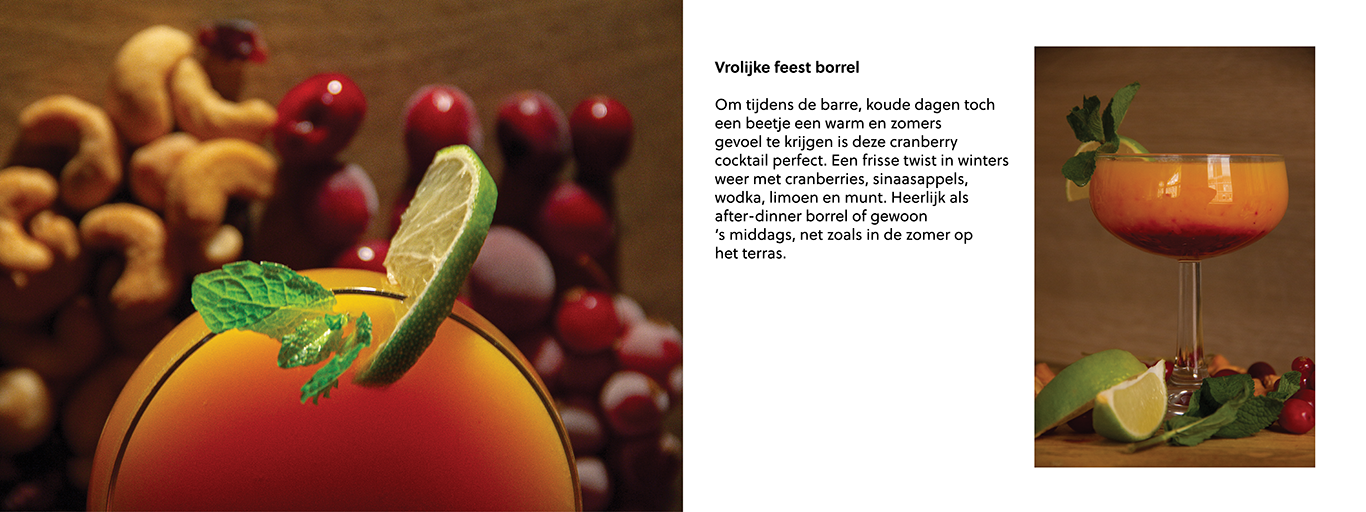 Vrolijke feest borrel
Om tijdens de barre, koude dagen toch
een beetje een warm en zomers
gevoel te krijgen is deze cranberry
cocktail perfect. Een frisse twist in winters
weer met cranberries, sinaasappels,
wodka, limoen en munt. Heerlijk als
after-dinner borrel of gewoon
‘s middags, net zoals in de zomer op
het terras.